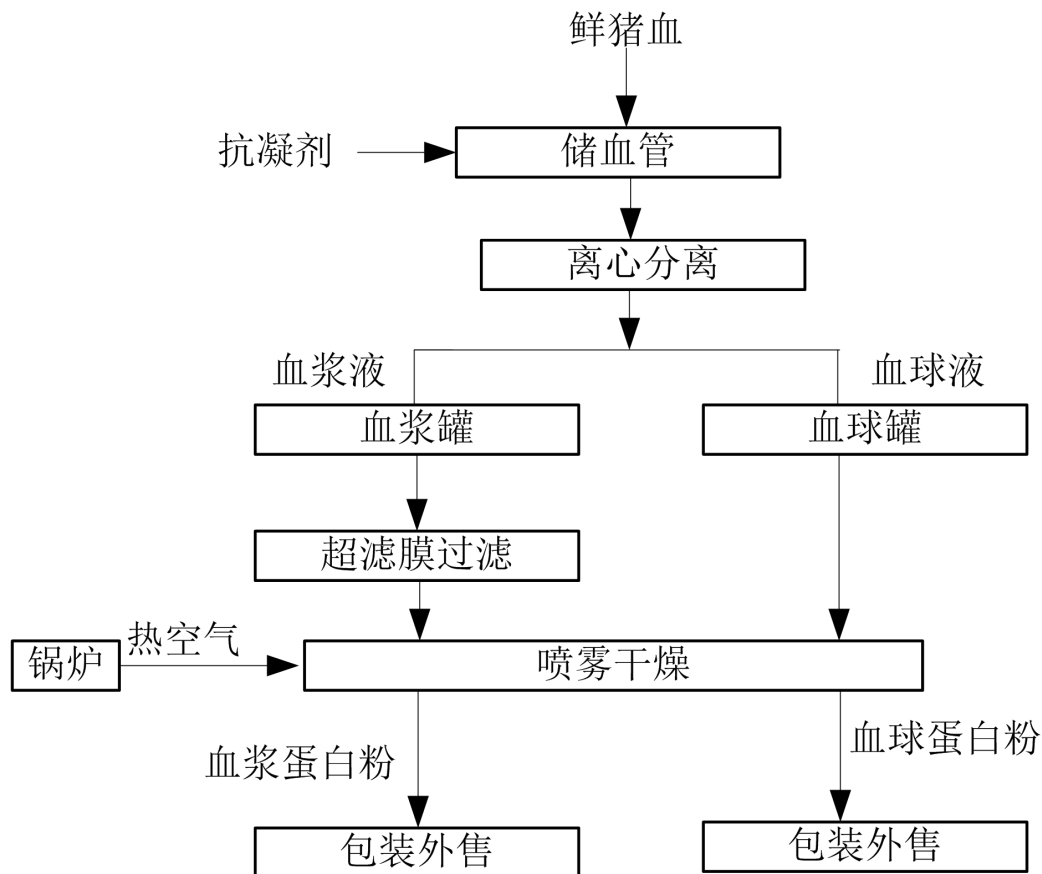 鲜猪血
抗凝剂
储血管
离心分离
血浆液
血球液
血浆罐
血球罐
超滤膜过滤
锅炉
热空气
喷雾干燥
血浆蛋白粉
血球蛋白粉
包装外售
包装外售